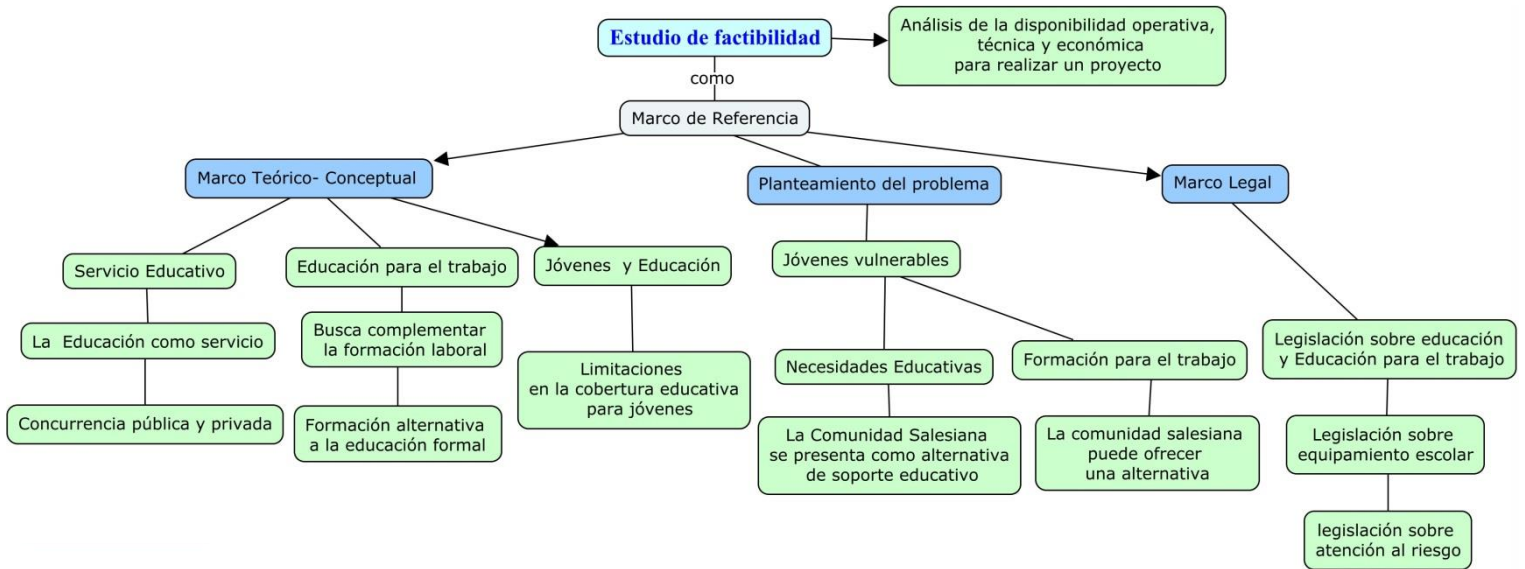 Estudio de factibilidad
Análisis de la disponibilidad operativa,
técnica y económica
para realizar un proyecto
como
Marco de Referencia
Marco Teórico- Conceptual
Planteamiento del problema
Marco Legal
Servicio Educativo
Educación para el trabajo
Jóvenes y Educación
Jóvenes vulnerables
La Educación como servicio
Busca complementar
la formación laboral
Limitaciones
en la cobertura educativa
para jóvenes
Necesidades Educativas
Formación para el trabajo
Legislación sobre educación
y Educación para el trabajo
Concurrencia pública y privada
Formación alternativa
a la educación formal
La Comunidad Salesiana
se presenta como alternativa
de soporte educativo
La comunidad salesiana
puede ofrecer
una alternativa
Legislación sobre
equipamiento escolar
legislación sobre
atención al riesgo